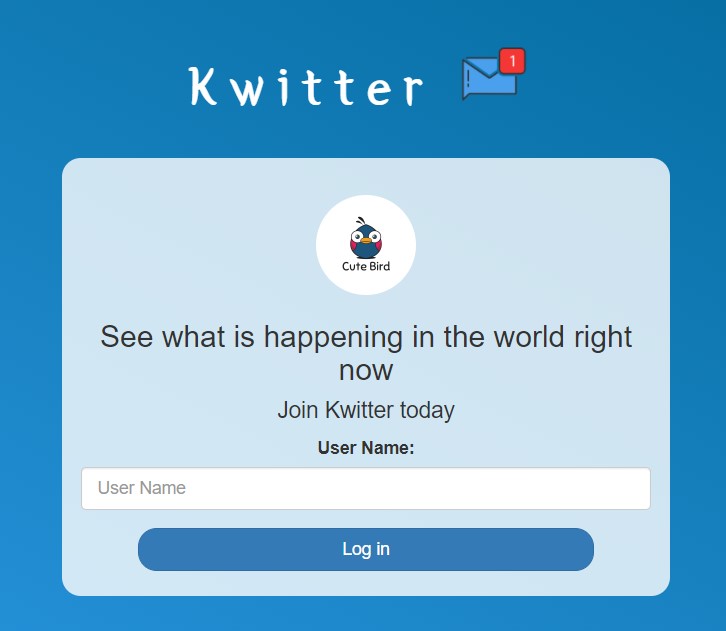 Kwitter
1
Cute Bird
See what is happening in the world right
now
Join Kwitter today
User Name:
User Name
Log in